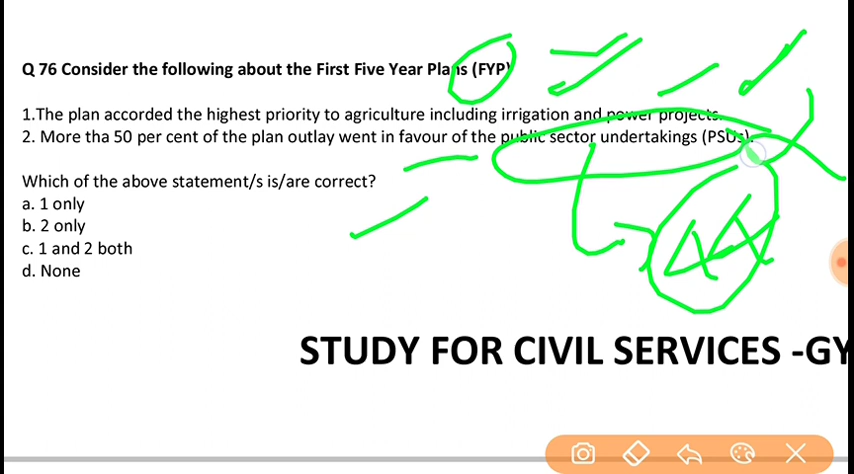 Q 76 Consider the following about the First Five Year Plans (FYP)
1.The plan accorded the highest priority to agriculture including irrigation and power projects.
2. More tha 50 per cent of the plan outlay went in favour of the public sector undertakings (PSUs).
Which of the above statement/s is/are correct?
a. 1 only
b. 2 only
c. 1 and 2 both
d. None
STUDY FOR CIVIL SERVICES -GY